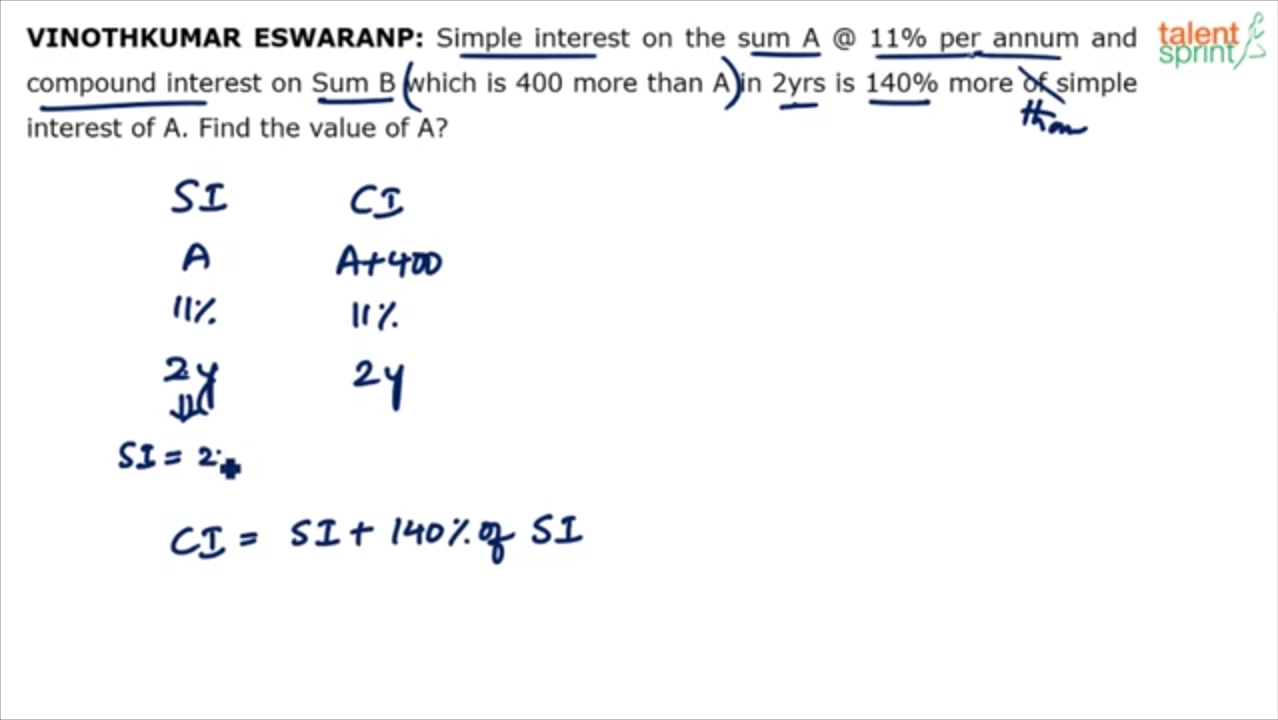 VINOTHKUMAR ESWARANP: Simple interest on the sum A @ 11% per annum and
compound interest on Sum B (which is 400 more than A) in 2yrs is 140% more of simple
than
interest of A. Find the value of A?
talent
sprint
SI CI
A A+400
11% 11%
2y 2y
SI = 2
CI = SI + 140% of SI